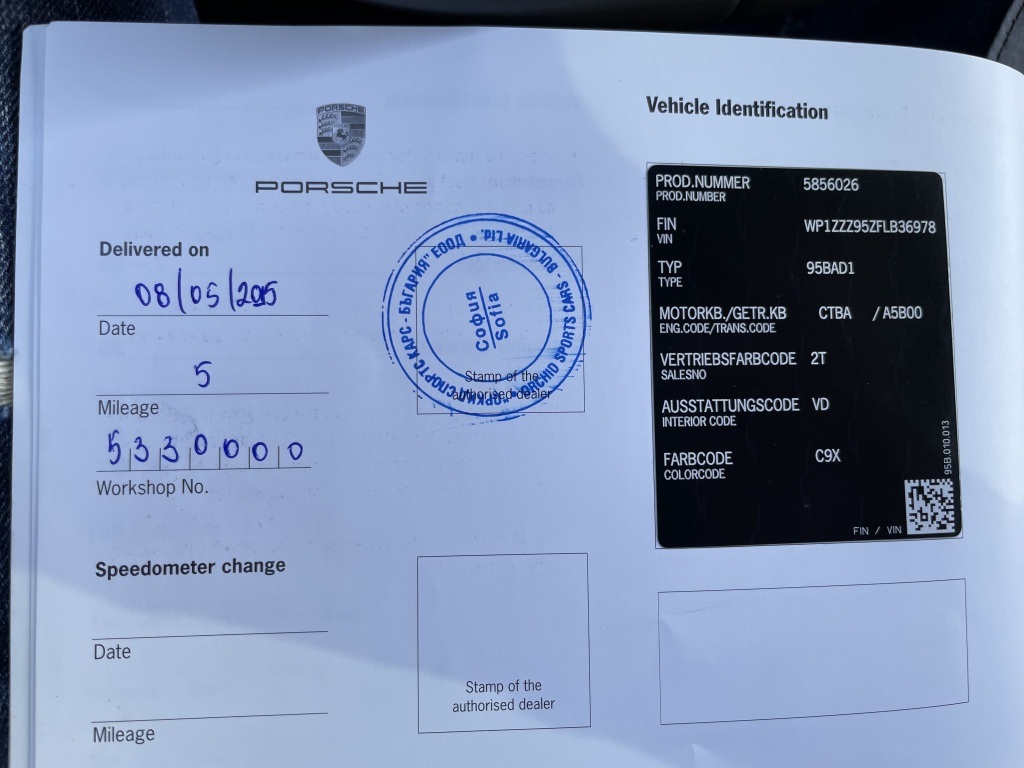 PORSCHE
PORSCHE
Delivered on
08/05/2015
Date
5
Mileage
5330000
Workshop No.
"ОРКИД СПОРТС КАРС - БЪЛГАРИЯ" ЕООД • ORCHID SPORTS CARS - BULGARIA Ltd. •
София
Sofia
Stamp of the
authorised dealer
Speedometer change
Date
Mileage
Stamp of the
authorised dealer
Vehicle Identification
PROD.NUMMER 5856026
PROD.NUMBER
FIN WP1ZZZ95ZFLB36978
VIN
TYP 95BAD1
TYPE
MOTORKB./GETR.KB CTBA / A5B00
ENG.CODE/TRANS.CODE
VERTRIEBSFARBCODE 2T
SALESNO
AUSSTATTUNGSCODE VD
INTERIOR CODE
FARBCODE C9X
COLORCODE
95B.010.013
FIN / VIN